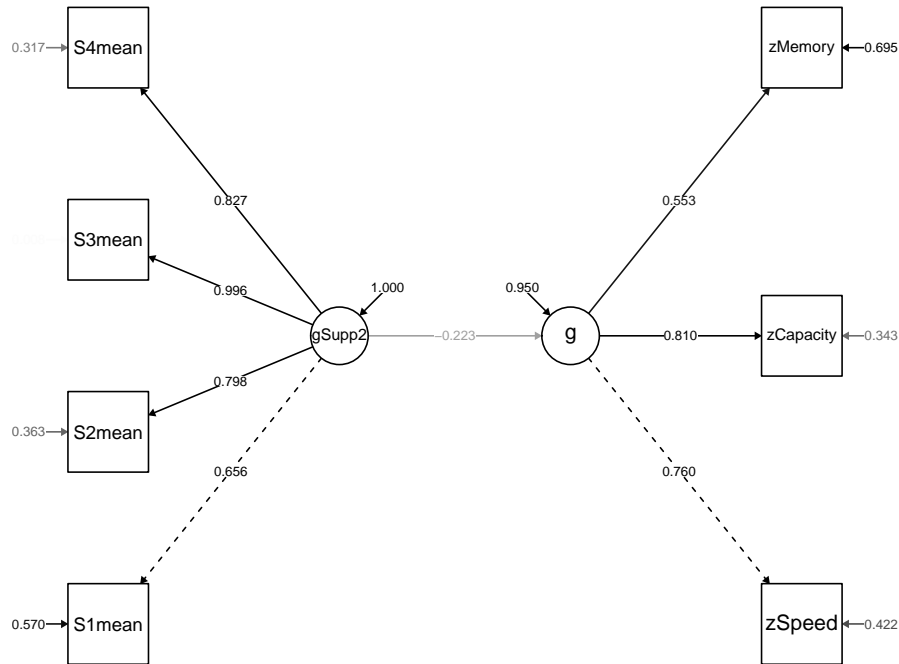 0.317 S4mean zMemory 0.695
0.827 0.553
S3mean
0.996 1.000 0.950
gSupp2 −0.223 g 0.810 zCapacity 0.343
0.798
0.363 S2mean
0.656 0.760
0.570 S1mean zSpeed 0.422